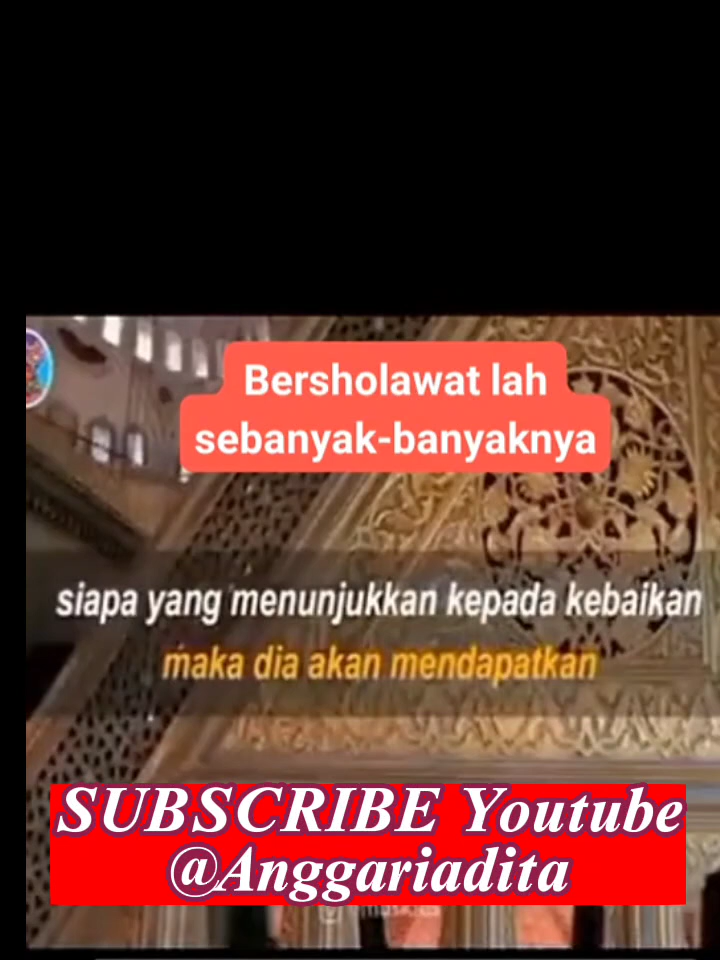 Bersholawat lah
sebanyak-banyaknya
siapa yang menunjukkan kepada kebaikan
maka dia akan mendapatkan
SUBSCRIBE Youtube
@Anggariadita